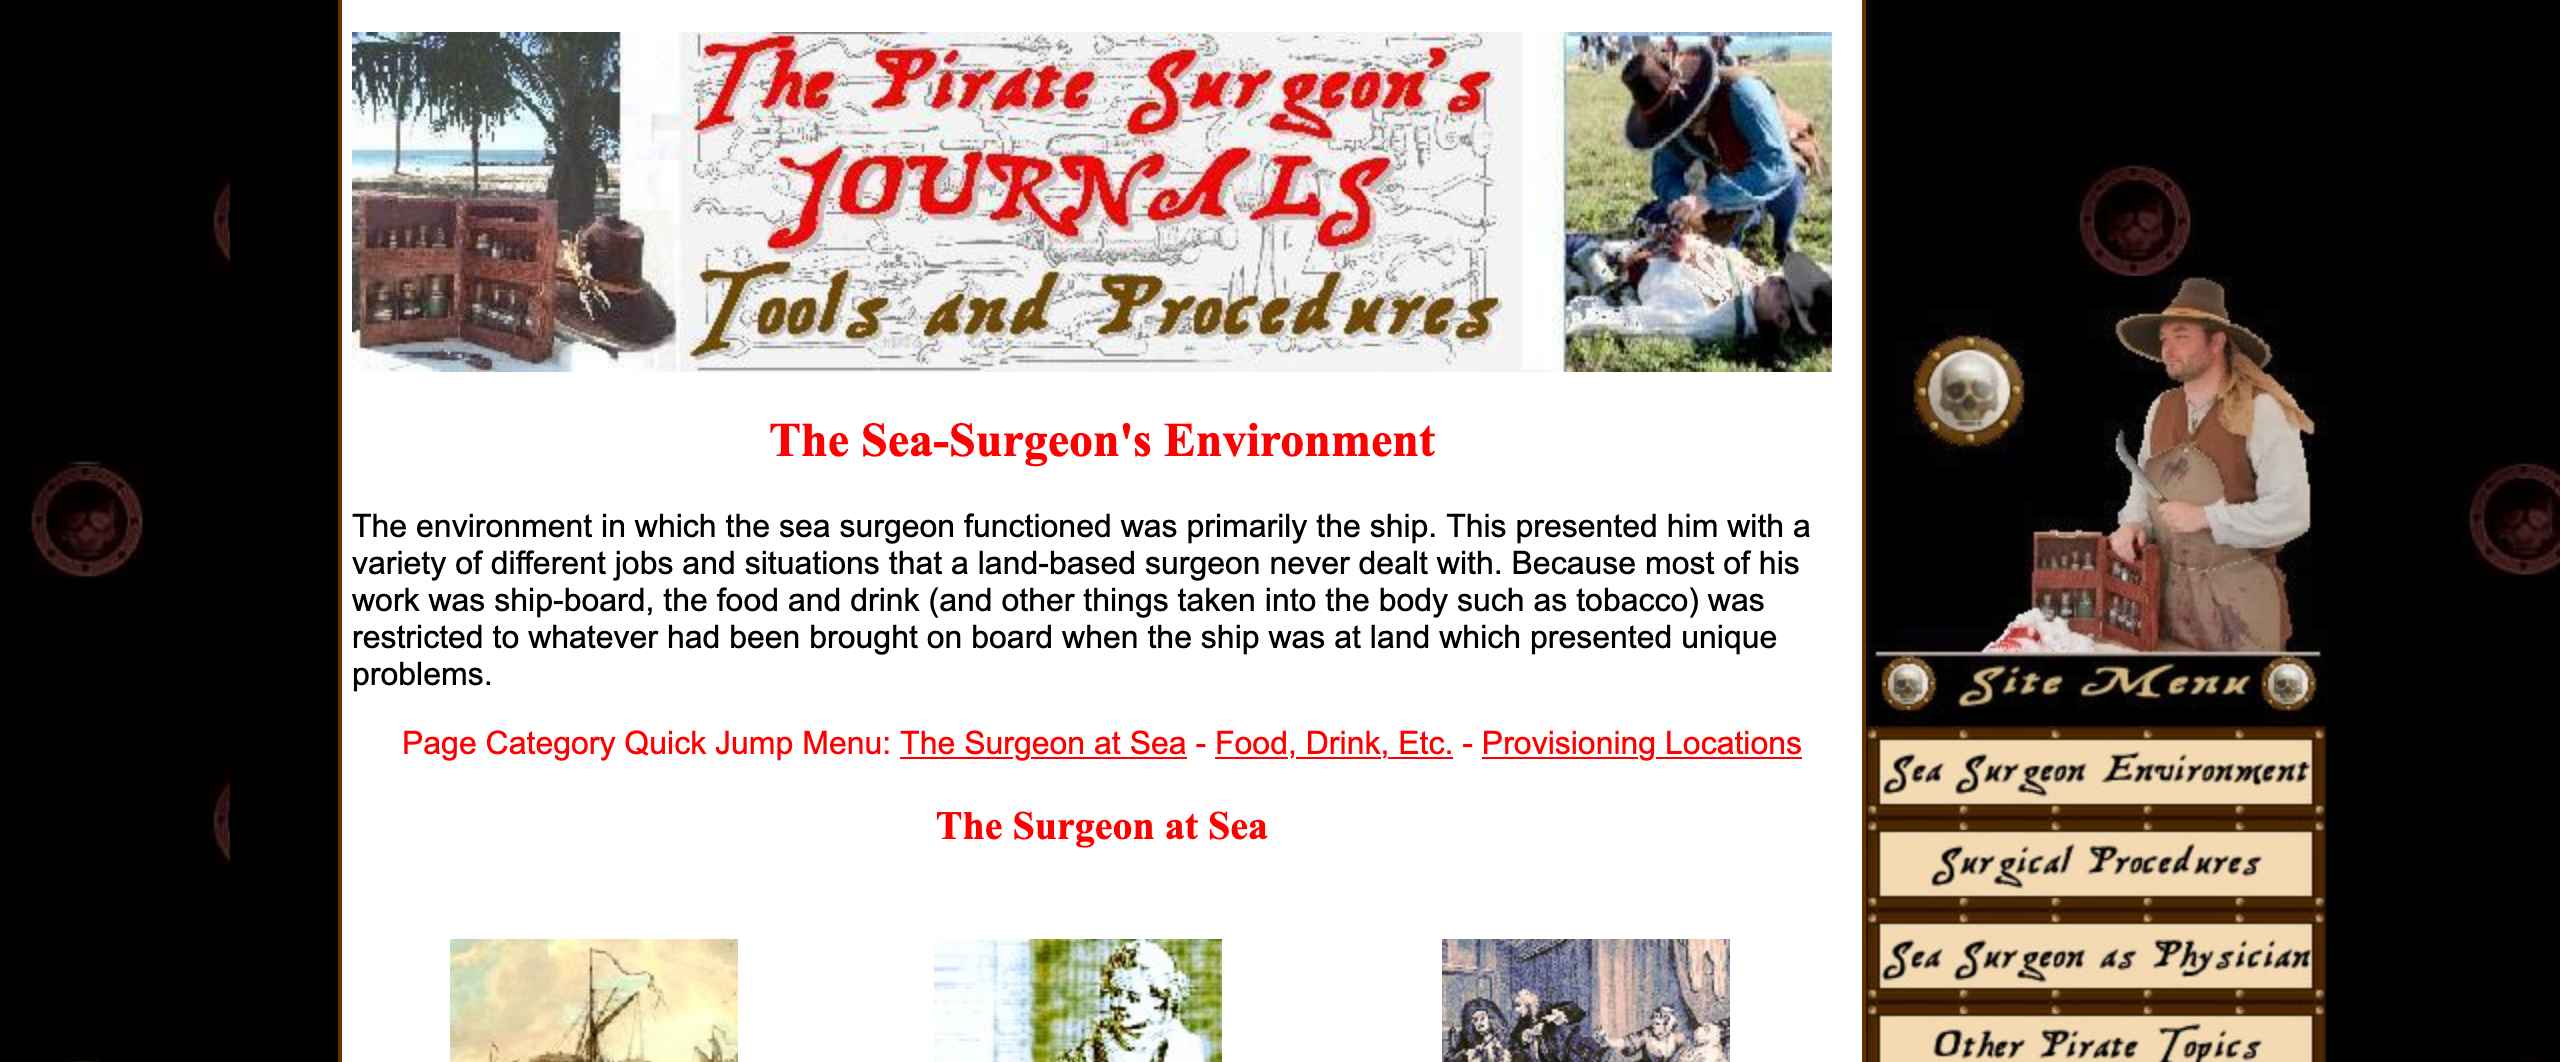 The Pirate Surgeon's
JOURNALS
Tools and Procedures
The Sea-Surgeon's Environment
The environment in which the sea surgeon functioned was primarily the ship. This presented him with a
variety of different jobs and situations that a land-based surgeon never dealt with. Because most of his
work was ship-board, the food and drink (and other things taken into the body such as tobacco) was
restricted to whatever had been brought on board when the ship was at land which presented unique
problems.
Page Category Quick Jump Menu: The Surgeon at Sea - Food, Drink, Etc. - Provisioning Locations
The Surgeon at Sea
Site Menu
Sea Surgeon Environment
Surgical Procedures
Sea Surgeon as Physician
Other Pirate Topics